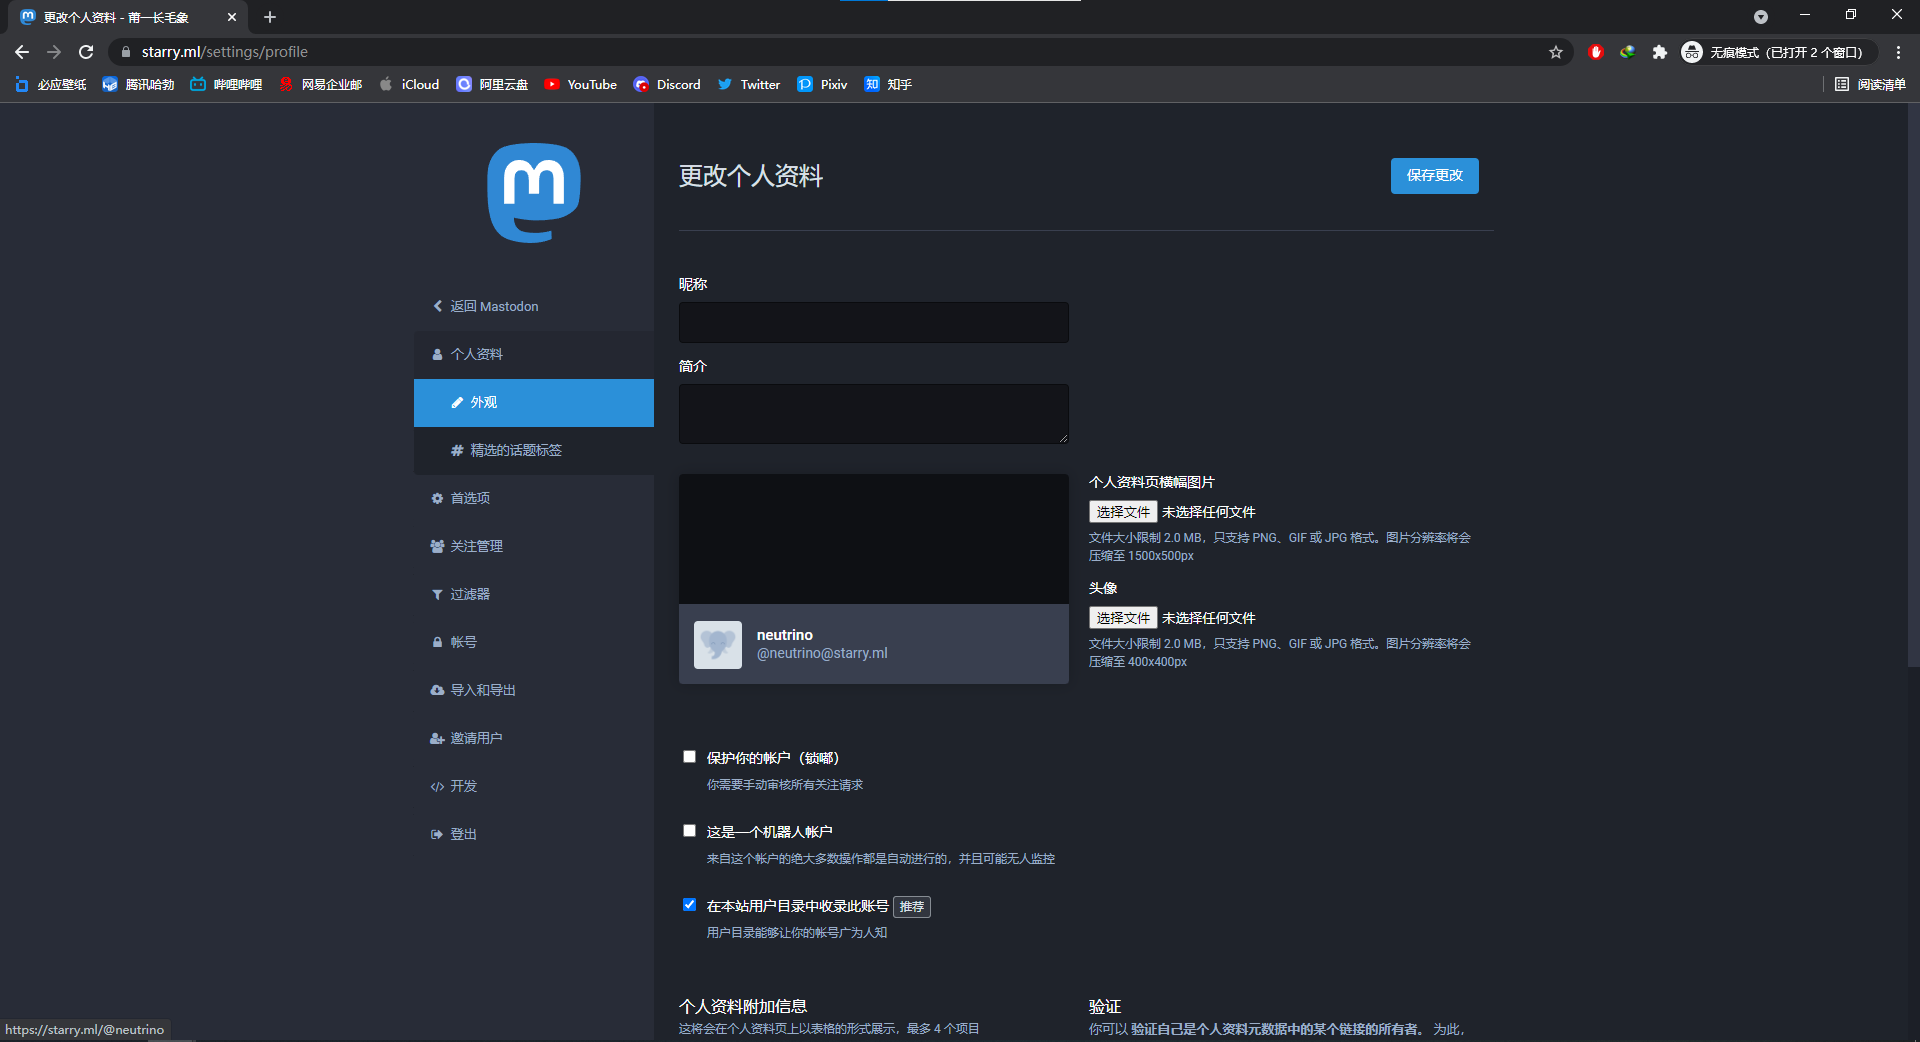 更改个人资料 - 莆一长毛象
starry.ml/settings/profile
无痕模式（已打开 2 个窗口）
必应壁纸
腾讯哈勃
哔哩哔哩
网易企业邮
iCloud
阿里云盘
YouTube
Discord
Twitter
Pixiv
知 知乎
阅读清单
返回 Mastodon
个人资料
外观
精选的话题标签
首选项
关注管理
过滤器
帐号
导入和导出
邀请用户
开发
登出
更改个人资料
保存更改
昵称
简介
neutrino
@neutrino@starry.ml
个人资料页横幅图片
选择文件 未选择任何文件
文件大小限制 2.0 MB，只支持 PNG、GIF 或 JPG 格式。图片分辨率将会
压缩至 1500x500px
头像
选择文件 未选择任何文件
文件大小限制 2.0 MB，只支持 PNG、GIF 或 JPG 格式。图片分辨率将会
压缩至 400x400px
保护你的帐户（锁嘟）
你需要手动审核所有关注请求
这是一个机器人帐户
来自这个帐户的绝大多数操作都是自动进行的，并且可能无人监控
在本站用户目录中收录此账号 推荐
用户目录能够让你的帐号广为人知
个人资料附加信息
这将会在个人资料页上以表格的形式展示，最多 4 个项目
验证
你可以 验证自己是个人资料元数据中的某个链接的所有者。 为此，
https://starry.ml/@neutrino